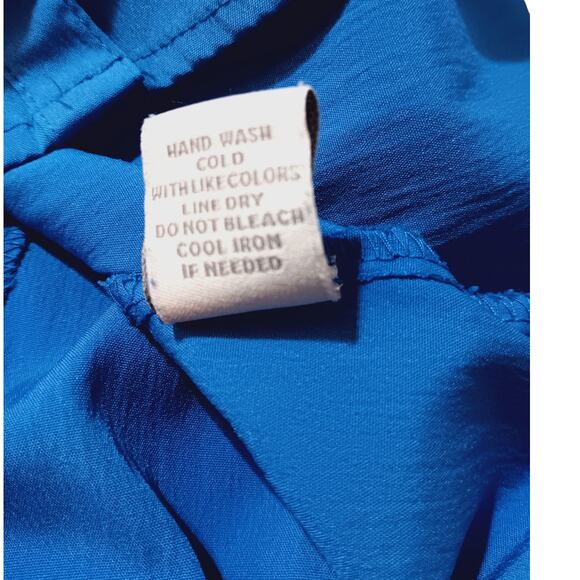 HAND WASH
COLD
WITH LIKE COLORS
LINE DRY
DO NOT BLEACH
COOL IRON
IF NEEDED